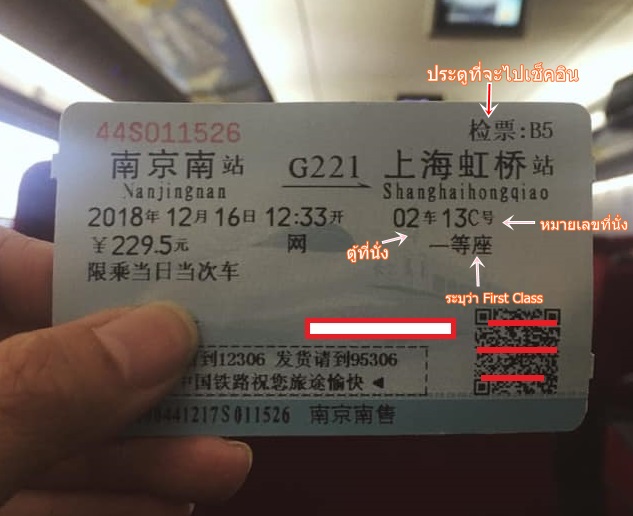 ประตูที่จะไปเช็คอิน
44S011526
检票:B5
南京南站
G221
上海虹桥站
Nanjingnan
Shanghaihongqiao
2018年12月16日12:33开
02车13C号
หมายเลขที่นั่ง
¥229.5元
网
一等座
ตู้ที่นั่ง
限乘当日当次车
ระบุว่า First Class
到12306 发货请到95306
中国铁路祝您旅途愉快
441217S011526 南京南售